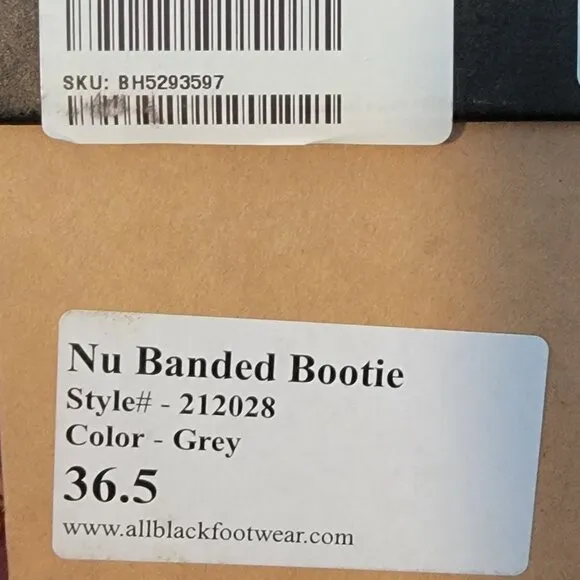 SKU: BH5293597
Nu Banded Bootie
Style# - 212028
Color - Grey
36.5
www.allblackfootwear.com